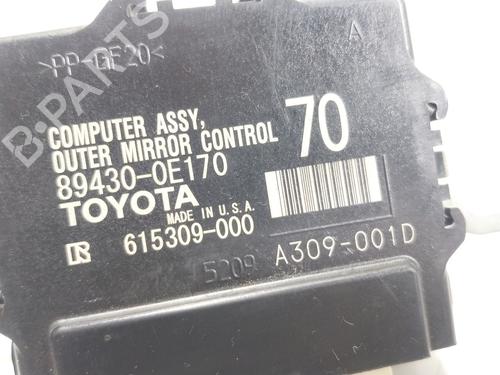 >PP-GF20<
A
COMPUTER ASSY,
OUTER MIRROR CONTROL
70
89430-0E170
TOYOTA
MADE IN U.S.A.
R 615309-000
5209
A309-001D
B-PARTS